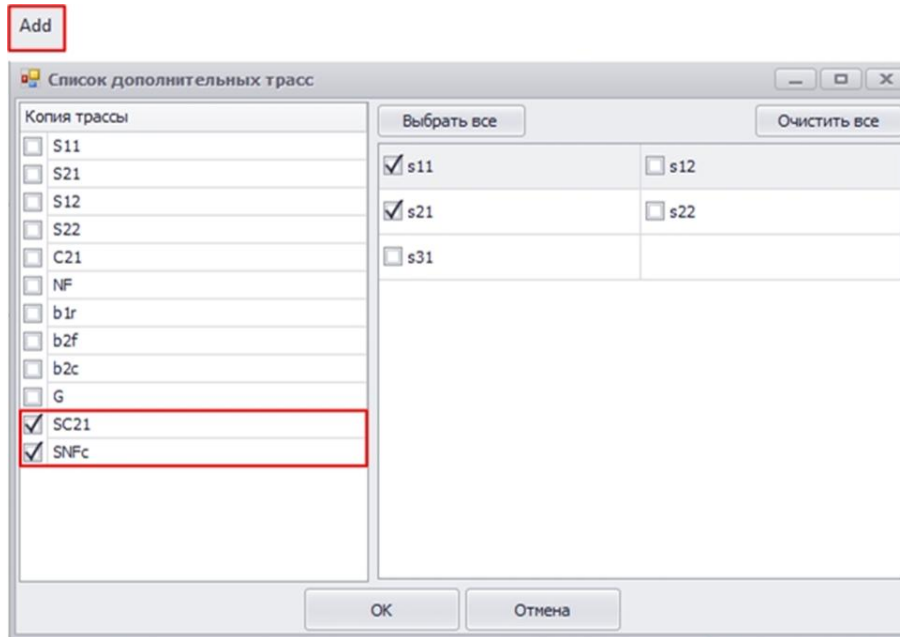 Add
Список дополнительных трасс
Копия трассы
S11
S21
S12
S22
C21
NF
b1r
b2f
b2c
G
SC21
SNFc
Выбрать все
Очистить все
s11
s12
s21
s22
s31
OK
Отмена